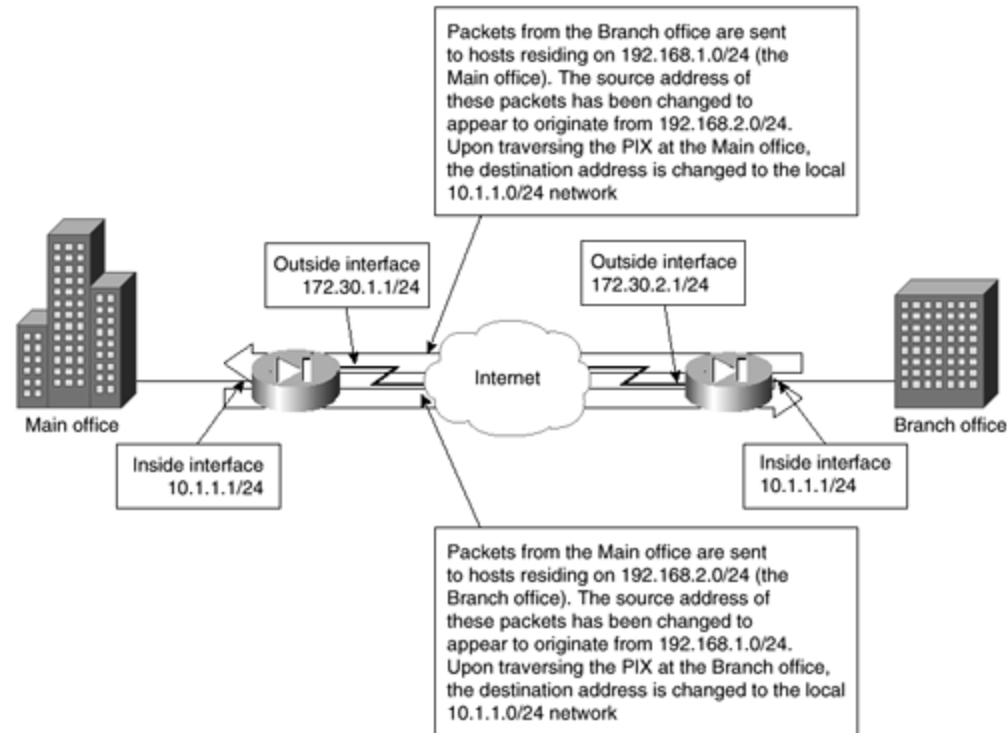 Packets from the Branch office are sent
to hosts residing on 192.168.1.0/24 (the
Main office). The source address of
these packets has been changed to
appear to originate from 192.168.2.0/24.
Upon traversing the PIX at the Main office,
the destination address is changed to the local
10.1.1.0/24 network
Outside interface
172.30.1.1/24
Outside interface
172.30.2.1/24
Internet
Main office
Branch office
Inside interface
10.1.1.1/24
Inside interface
10.1.1.1/24
Packets from the Main office are sent
to hosts residing on 192.168.2.0/24 (the
Branch office). The source address of
these packets has been changed to
appear to originate from 192.168.1.0/24.
Upon traversing the PIX at the Branch office,
the destination address is changed to the local
10.1.1.0/24 network